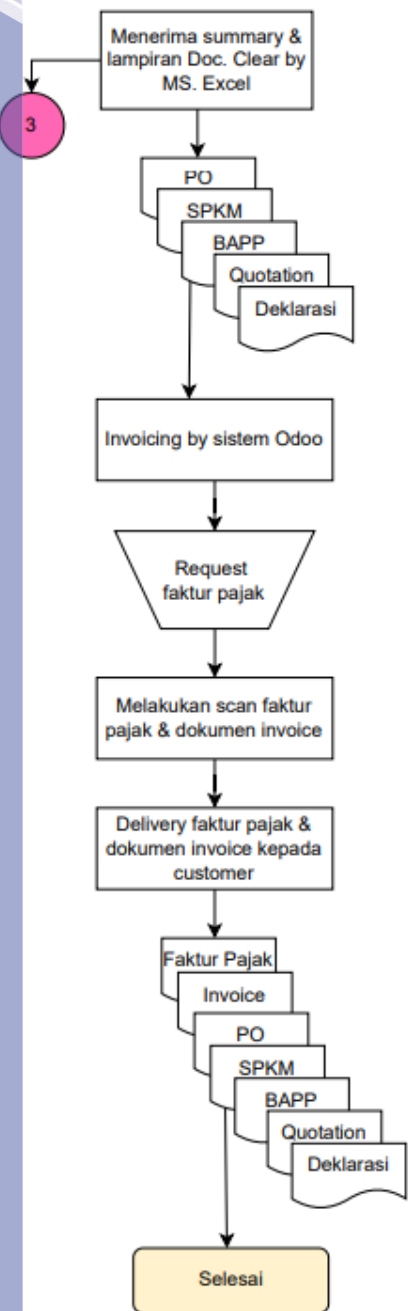 Menerima summary &
lampiran Doc. Clear by
MS. Excel
3
PO
SPKM
BAPP
Quotation
Deklarasi
Invoicing by sistem Odoo
Request
faktur pajak
Melakukan scan faktur
pajak & dokumen invoice
Delivery faktur pajak &
dokumen invoice kepada
customer
Faktur Pajak
Invoice
PO
SPKM
BAPP
Quotation
Deklarasi
Selesai